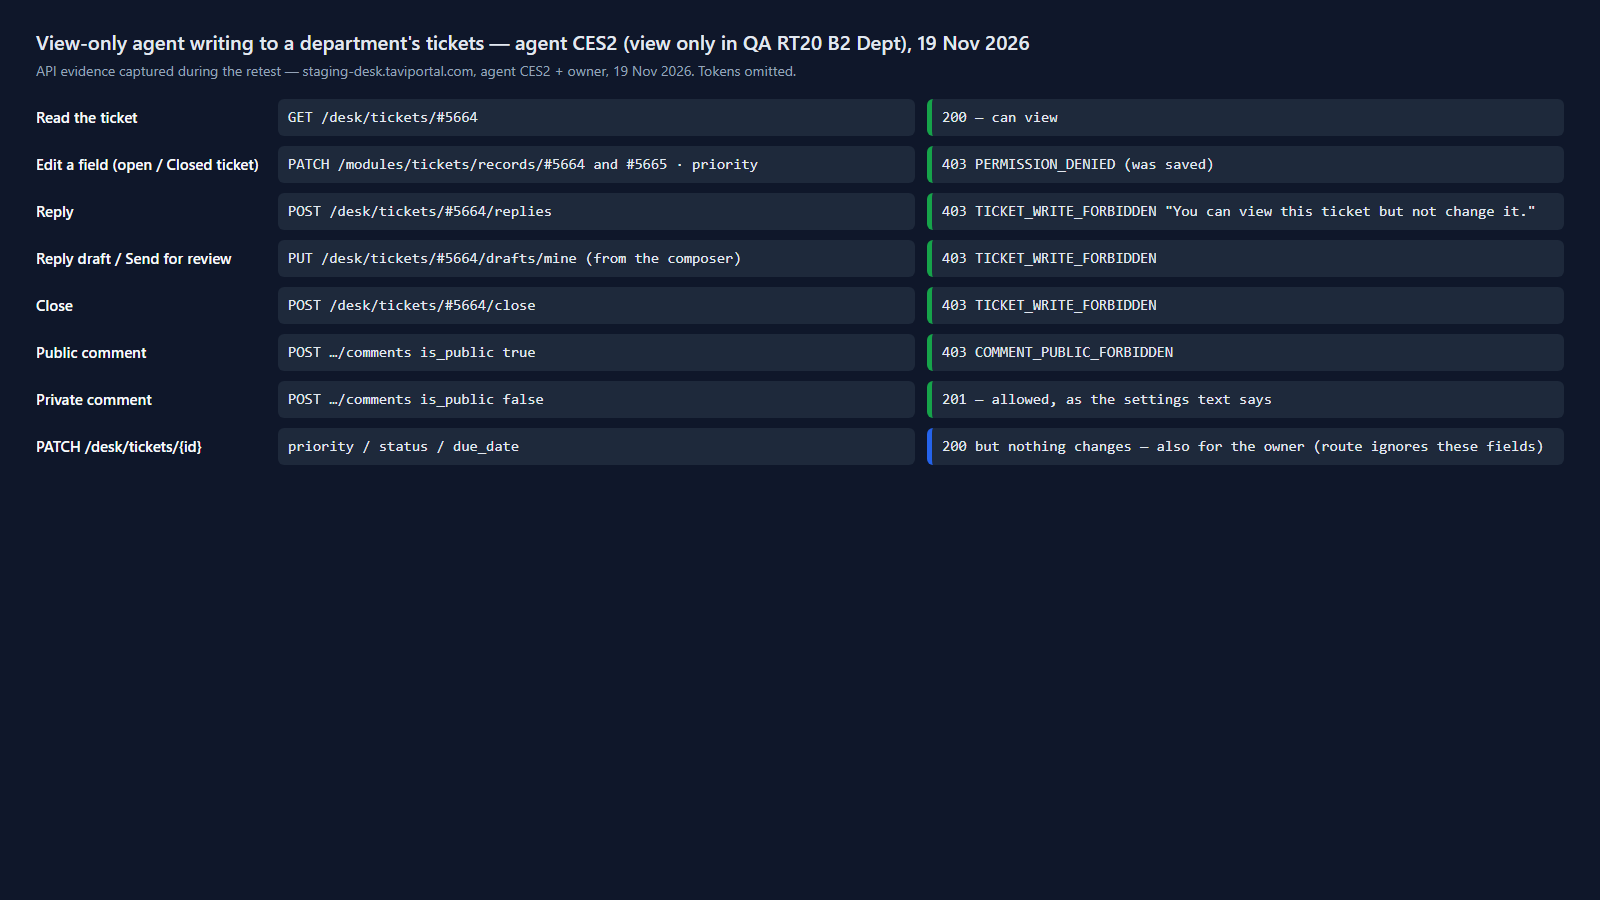 View-only agent writing to a department's tickets — agent CES2 (view only in QA RT20 B2 Dept), 19 Nov 2026
API evidence captured during the retest — staging-desk.taviportal.com, agent CES2 + owner, 19 Nov 2026. Tokens omitted.
Read the ticket GET /desk/tickets/#5664 200 — can view
Edit a field (open / Closed ticket) PATCH /modules/tickets/records/#5664 and #5665 · priority 403 PERMISSION_DENIED (was saved)
Reply POST /desk/tickets/#5664/replies 403 TICKET_WRITE_FORBIDDEN "You can view this ticket but not change it."
Reply draft / Send for review PUT /desk/tickets/#5664/drafts/mine (from the composer) 403 TICKET_WRITE_FORBIDDEN
Close POST /desk/tickets/#5664/close 403 TICKET_WRITE_FORBIDDEN
Public comment POST …/comments is_public true 403 COMMENT_PUBLIC_FORBIDDEN
Private comment POST …/comments is_public false 201 — allowed, as the settings text says
PATCH /desk/tickets/{id} priority / status / due_date 200 but nothing changes — also for the owner (route ignores these fields)